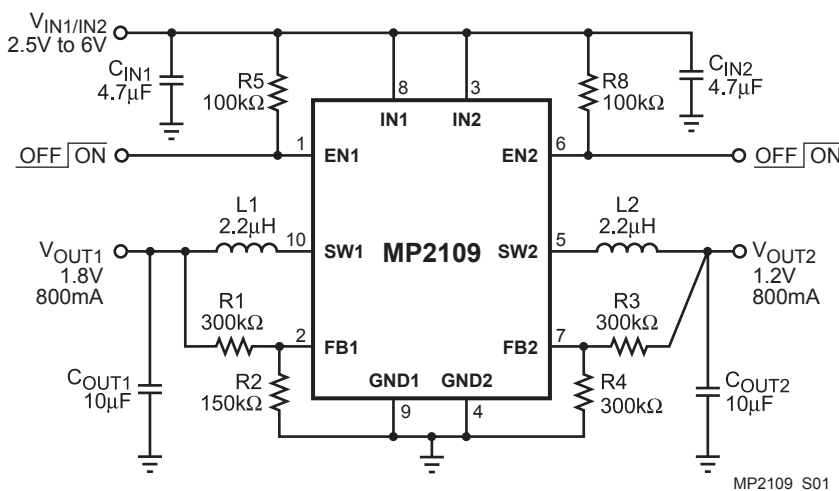 VIN1/IN2
2.5V to 6V
CIN1
4.7μF
R5
100kΩ
8
3
IN1
IN2
R8
100kΩ
CIN2
4.7μF
OFF ON
1
EN1
EN2
6
OFF ON
VOUT1
1.8V
800mA
L1
2.2μH
10
SW1
MP2109
SW2
5
L2
2.2μH
VOUT2
1.2V
800mA
R1
300kΩ
2
FB1
FB2
7
R3
300kΩ
COUT1
10μF
R2
150kΩ
GND1
GND2
9
4
R4
300kΩ
COUT2
10μF
MP2109_S01